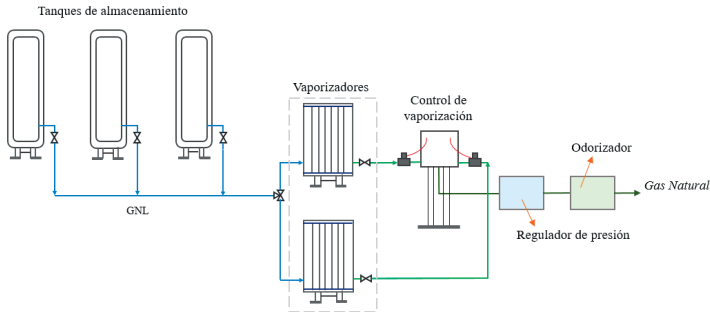 Tanques de almacenamiento
Vaporizadores
Control de
vaporización
Odorizador
Gas Natural
GNL
Regulador de presión